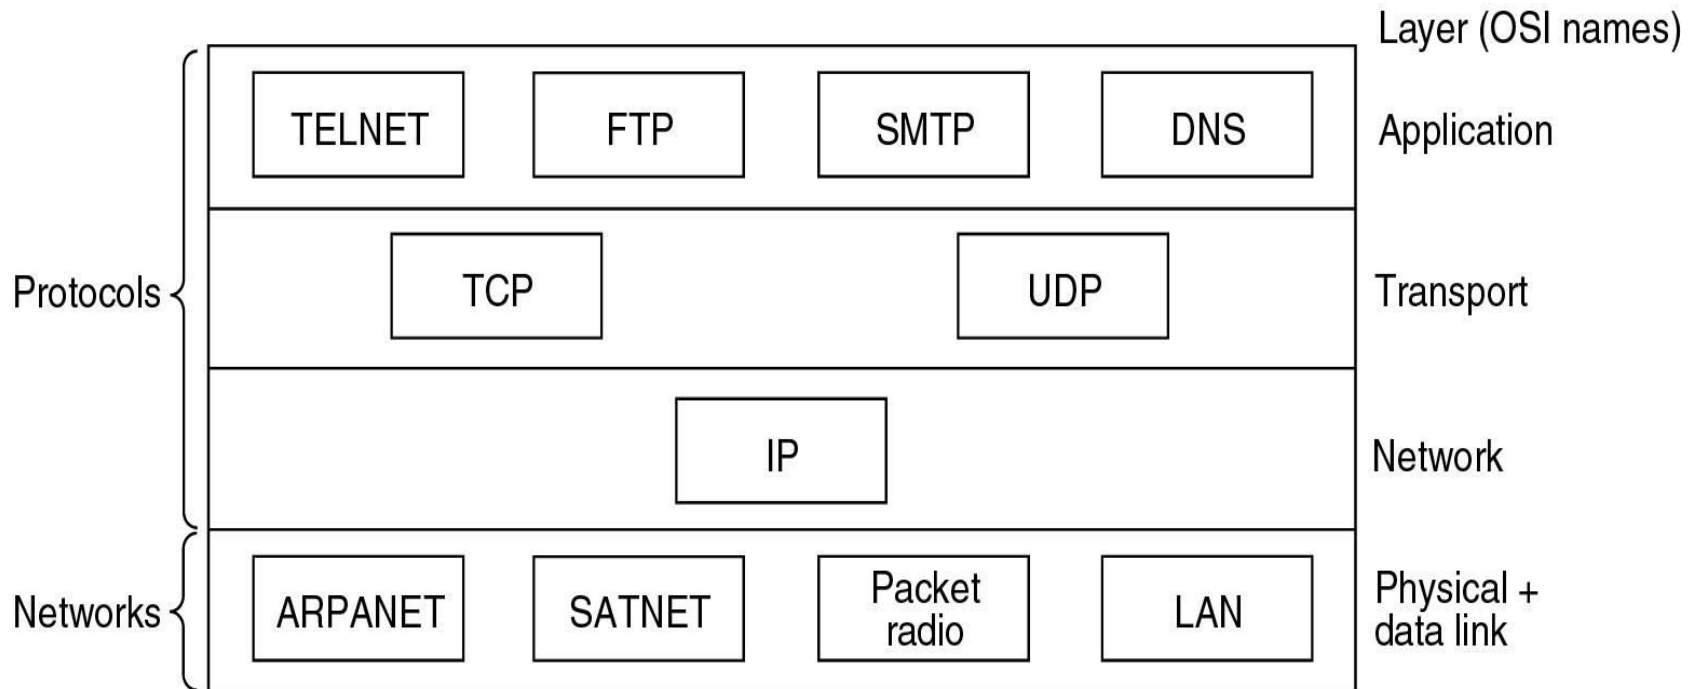 Layer (OSI names)
TELNET FTP SMTP DNS Application
Protocols TCP UDP Transport
IP Network
Networks ARPANET SATNET Packet
radio LAN Physical +
data link